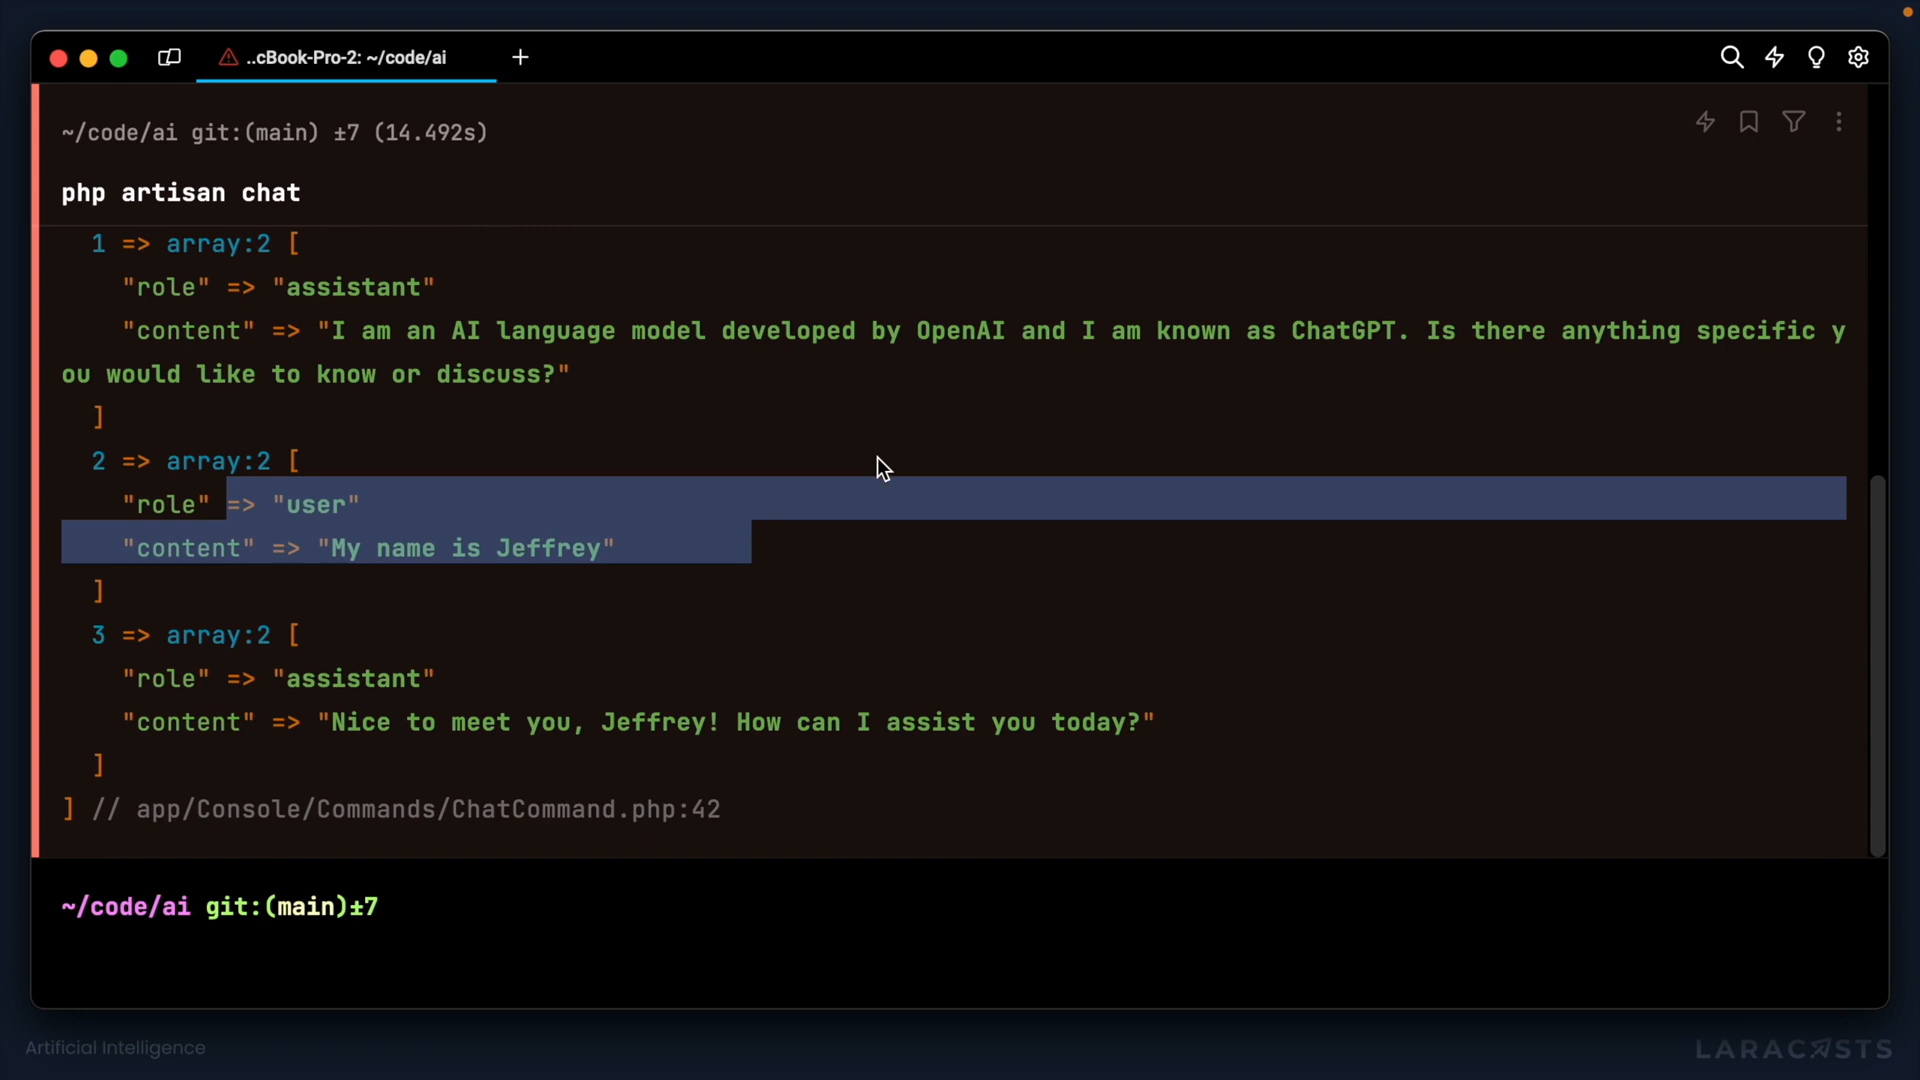 ..cBook-Pro-2: ~/code/ai
~/code/ai git:(main) ±7 (14.492s)
php artisan chat
1 => array:2 [
"role" => "assistant"
"content" => "I am an AI language model developed by OpenAI and I am known as ChatGPT. Is there anything specific y
ou would like to know or discuss?"
]
2 => array:2 [
"role" => "user"
"content" => "My name is Jeffrey"
]
3 => array:2 [
"role" => "assistant"
"content" => "Nice to meet you, Jeffrey! How can I assist you today?"
]
] // app/Console/Commands/ChatCommand.php:42
~/code/ai git:(main)±7
Artificial Intelligence
LARACASTS